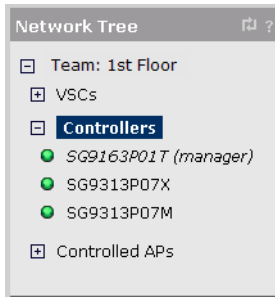 Network Tree ?
Team: 1st Floor
VSCs
Controllers
SG9163P01T (manager)
SG9313P07X
SG9313P07M
Controlled APs